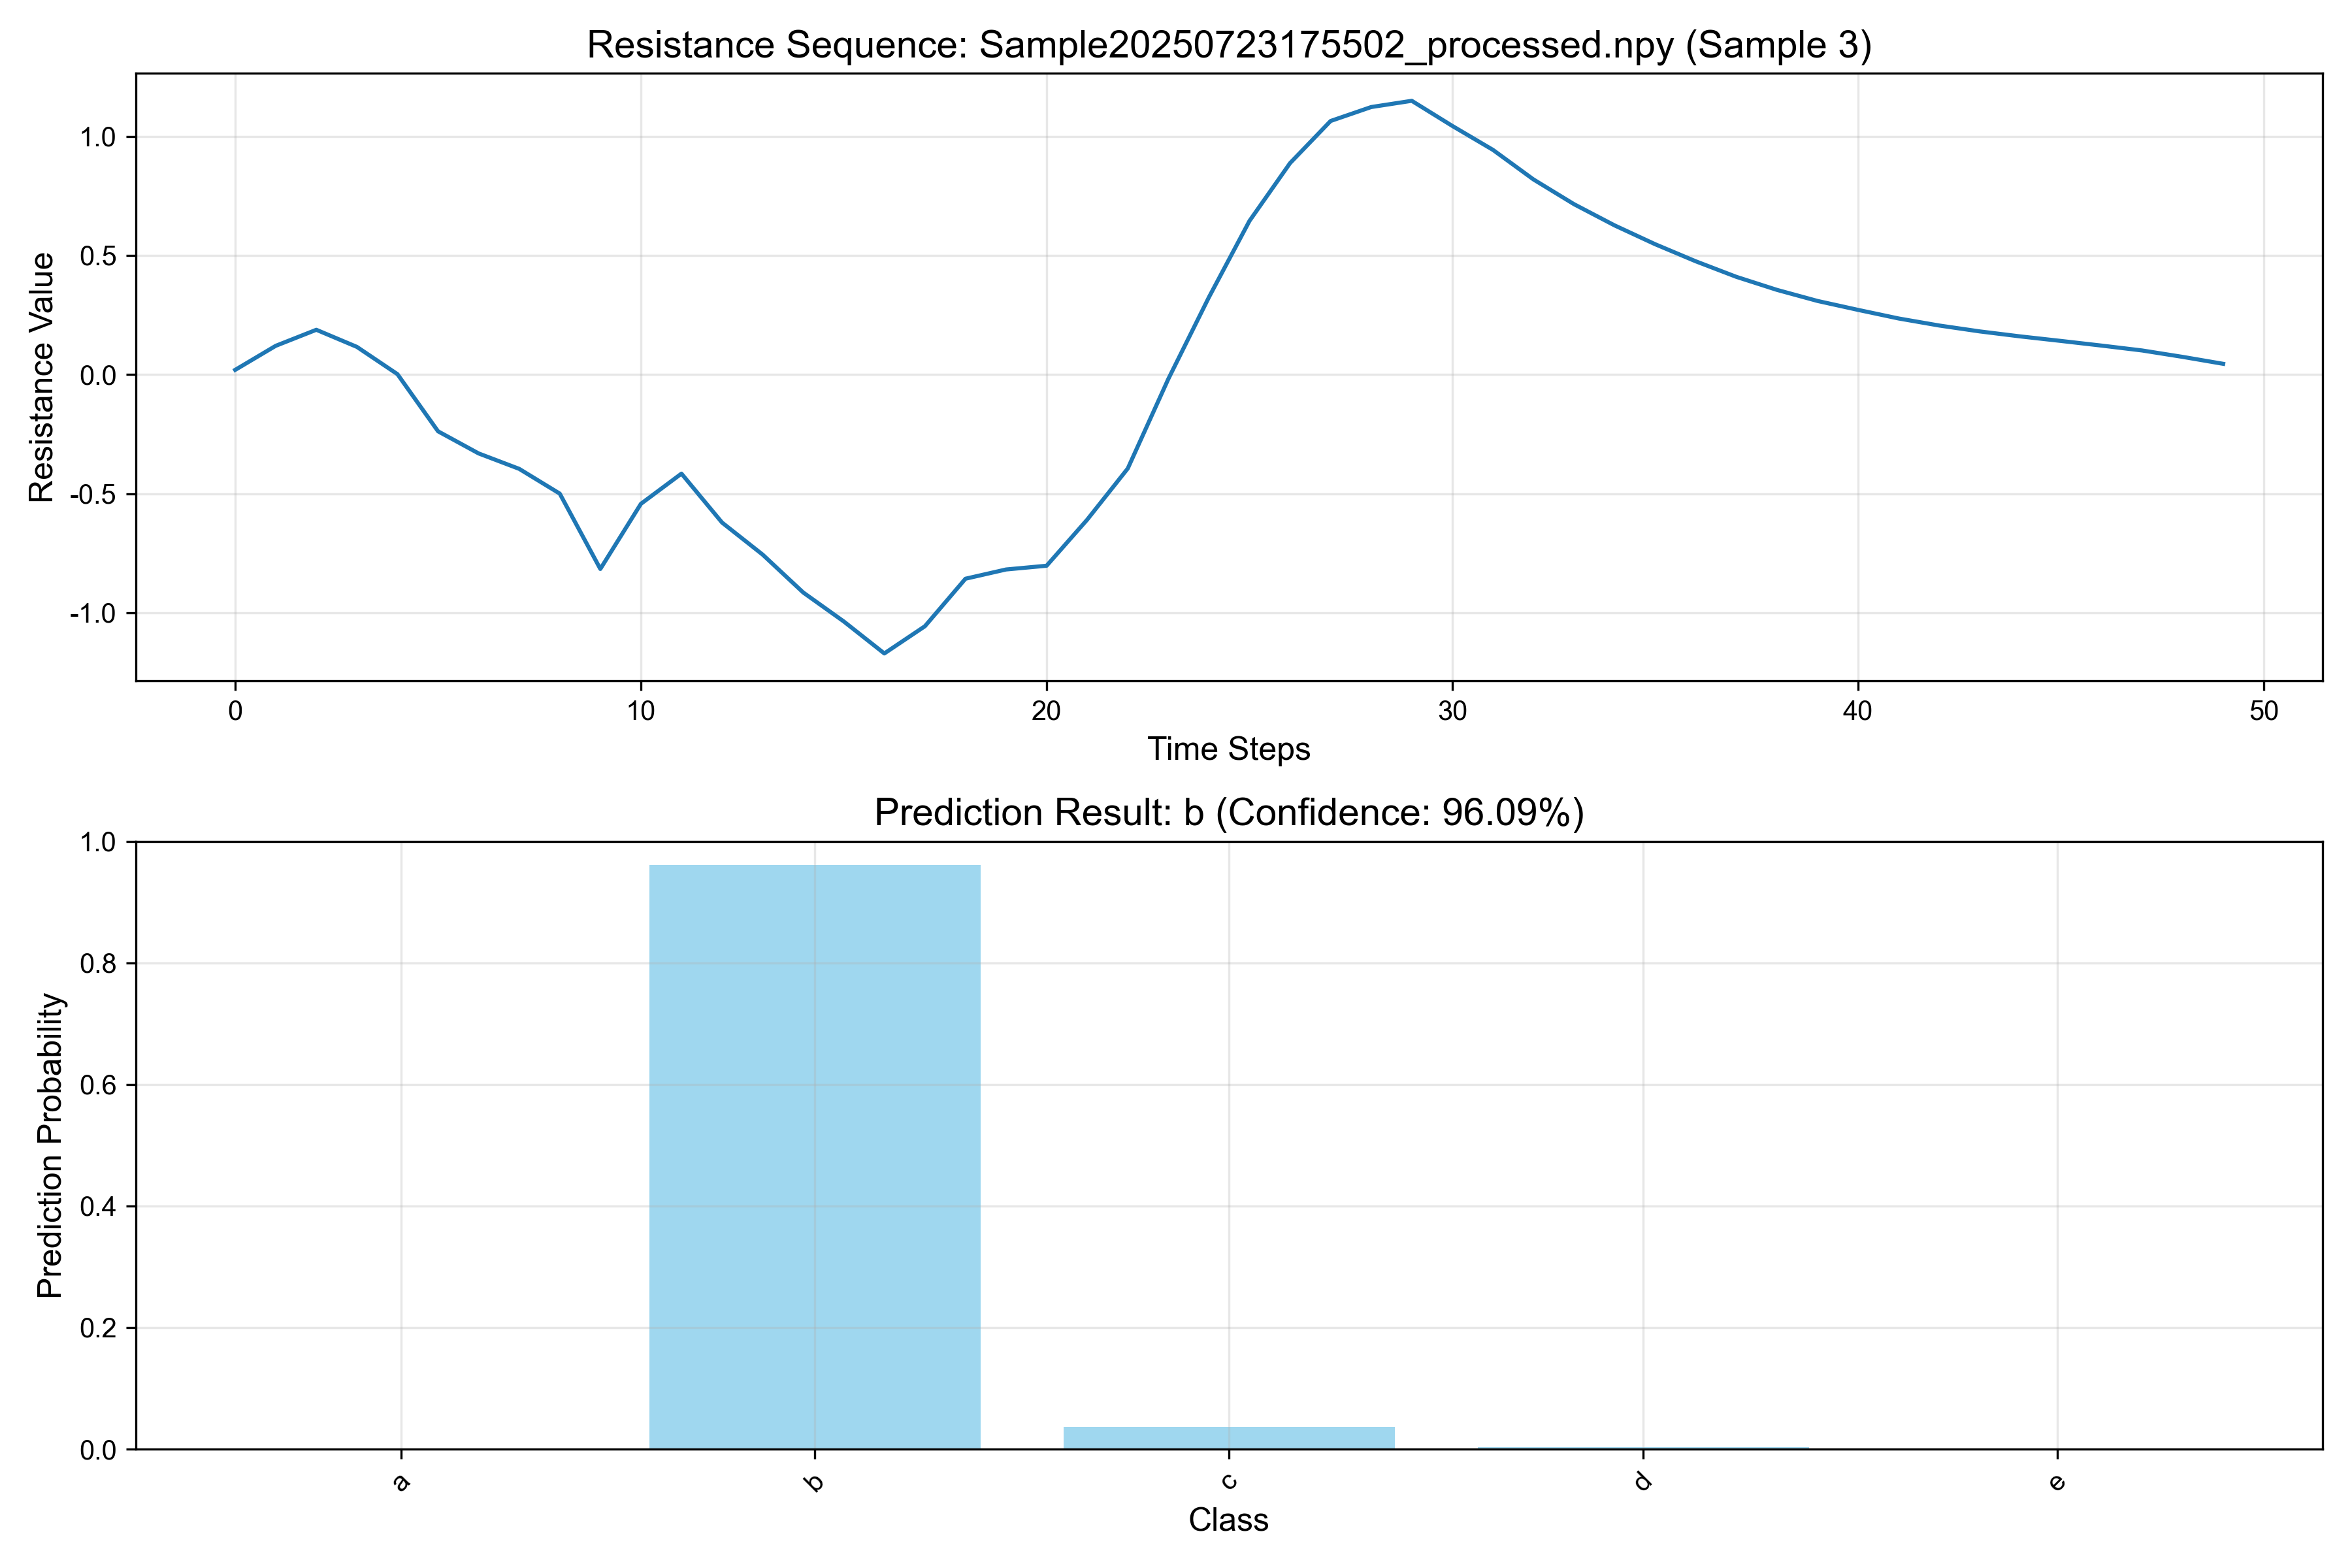 Resistance Sequence: Sample20250723175502_processed.npy (Sample 3)
Resistance Value
1.0
0.5
0.0
-0.5
-1.0
0 10 20 30 40 50
Time Steps
Prediction Result: b (Confidence: 96.09%)
Prediction Probability
1.0
0.8
0.6
0.4
0.2
0.0
a b c d e
Class